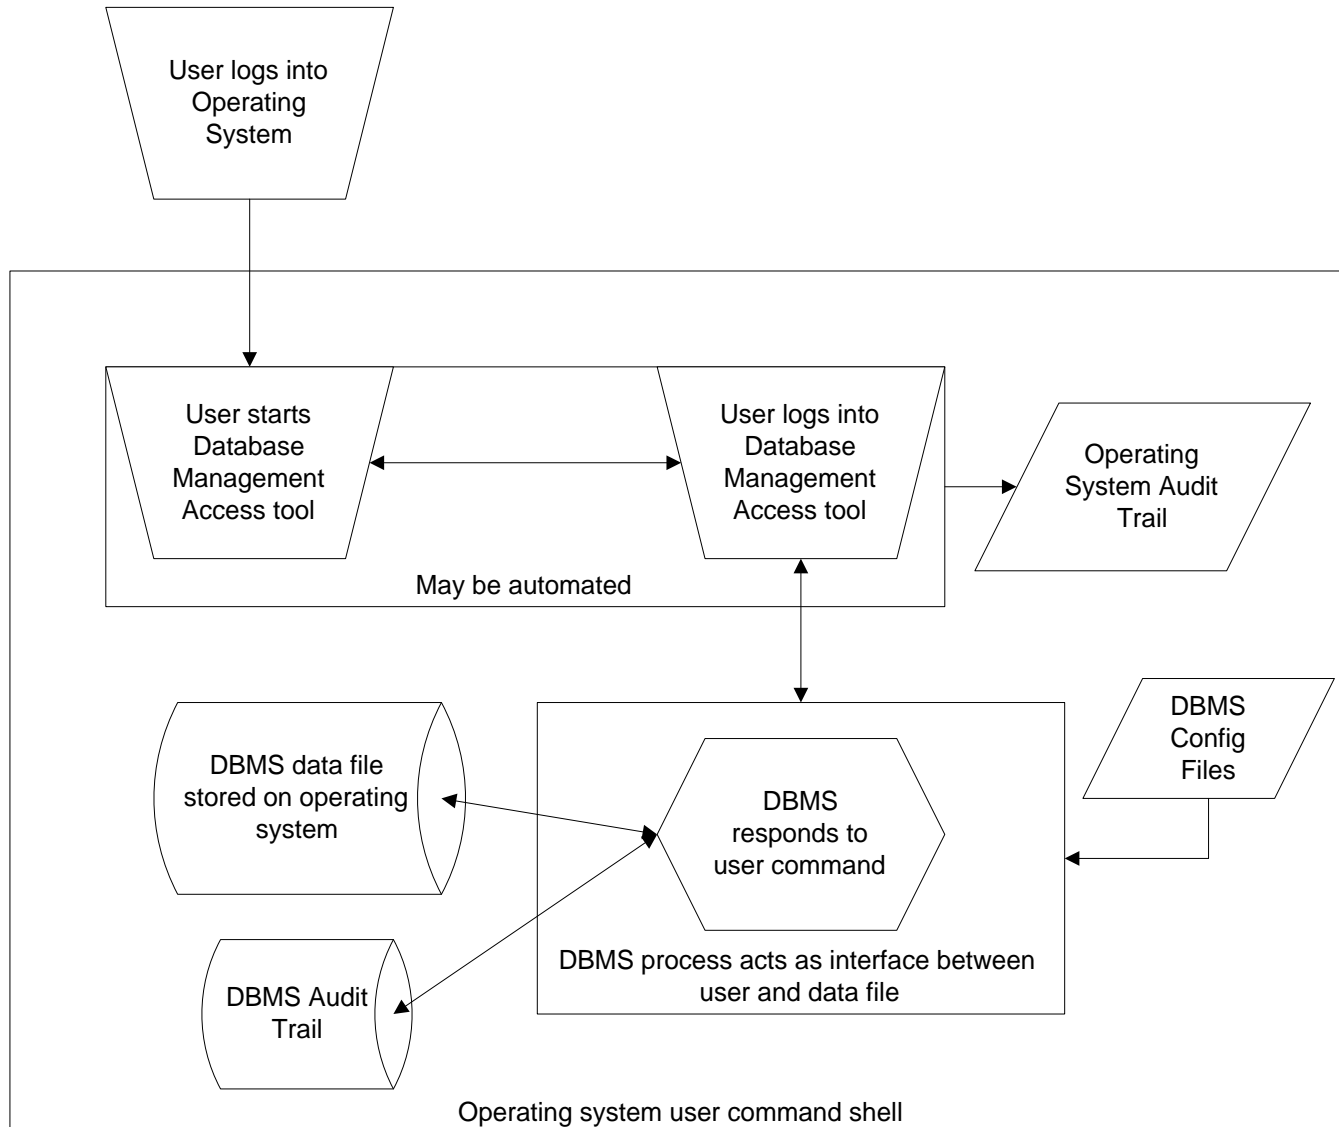 User logs into
Operating
System
User starts
Database
Management
Access tool
User logs into
Database
Management
Access tool
Operating
System Audit
Trail
May be automated
DBMS data file
stored on operating
system
DBMS
responds to
user command
DBMS
Config
Files
DBMS process acts as interface between
user and data file
DBMS Audit
Trail
Operating system user command shell